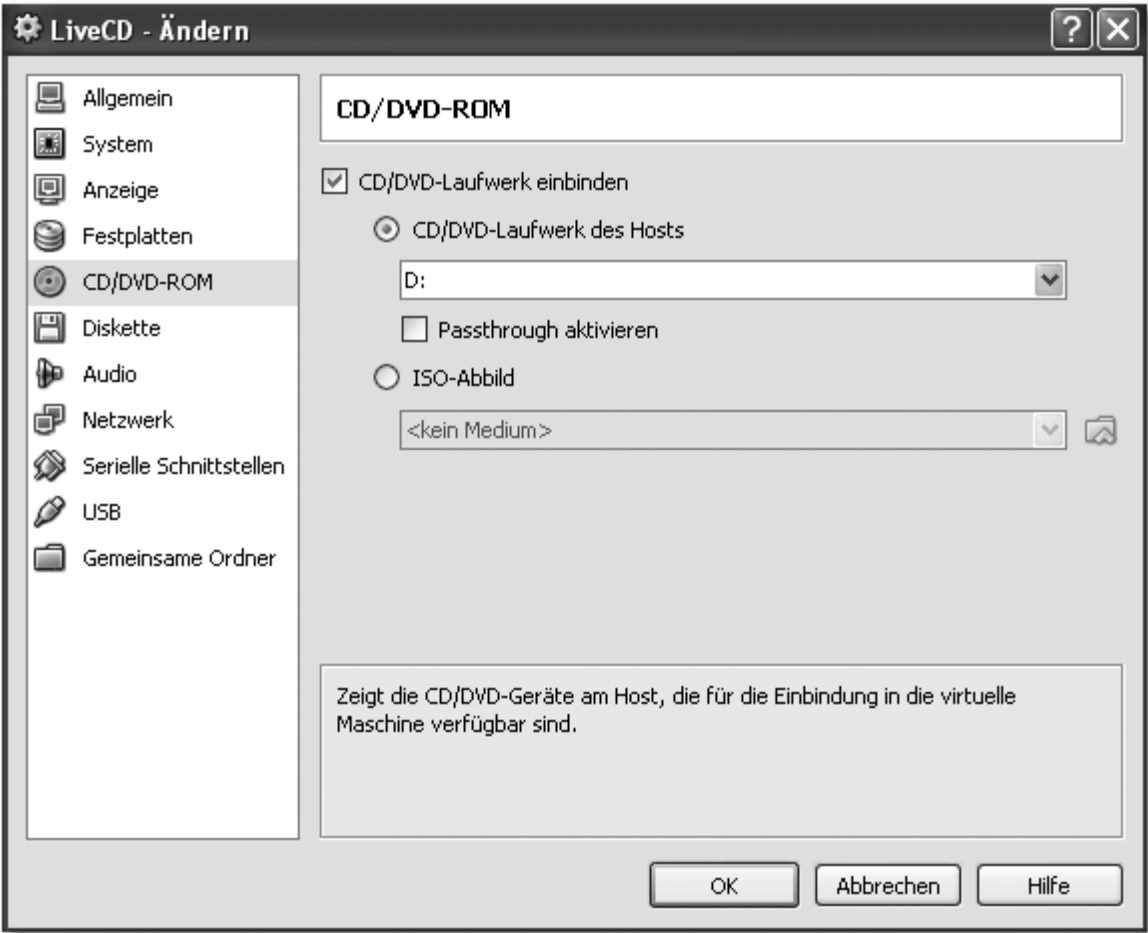 LiveCD - Ändern
Allgemein
System
Anzeige
Festplatten
CD/DVD-ROM
Diskette
Audio
Netzwerk
Serielle Schnittstellen
USB
Gemeinsame Ordner
CD/DVD-ROM
CD/DVD-Laufwerk einbinden
CD/DVD-Laufwerk des Hosts
D:
Passthrough aktivieren
ISO-Abbild
<kein Medium>
Zeigt die CD/DVD-Geräte am Host, die für die Einbindung in die virtuelle
Maschine verfügbar sind.
OK
Abbrechen
Hilfe